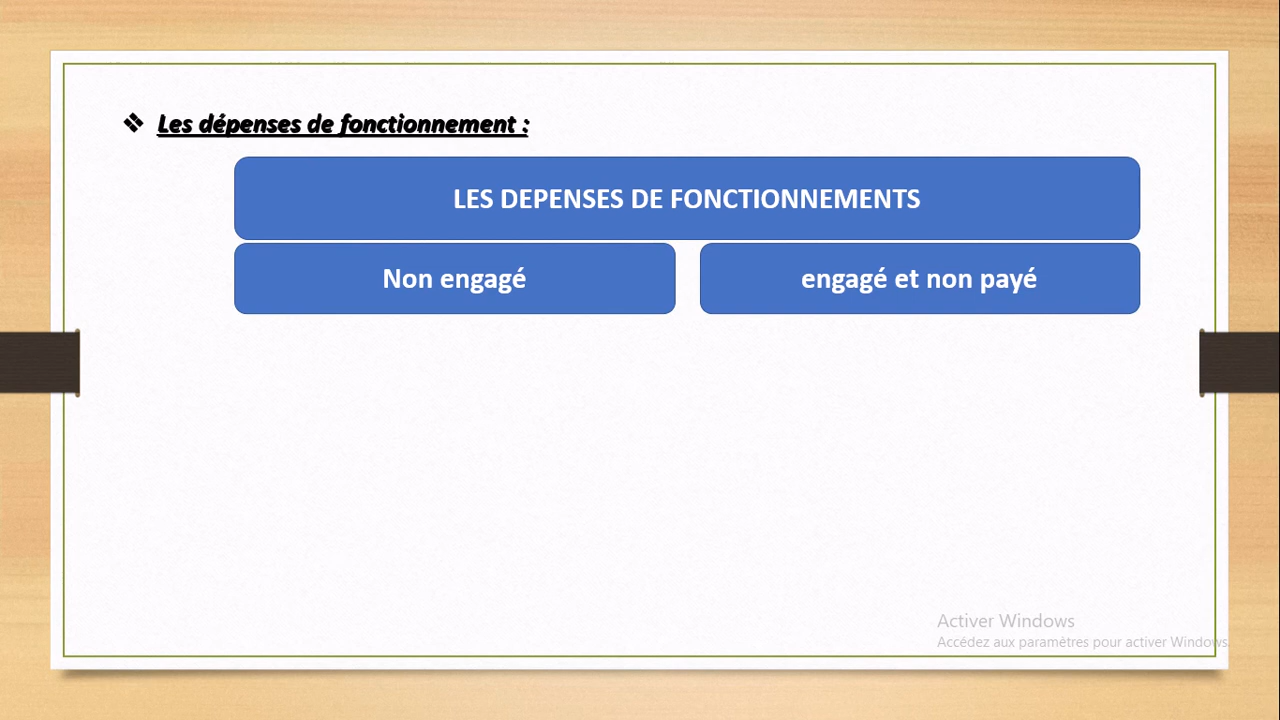 ❖ Les dépenses de fonctionnement :
LES DEPENSES DE FONCTIONNEMENTS
Non engagé
engagé et non payé
Activer Windows
Accédez aux paramètres pour activer Windows.